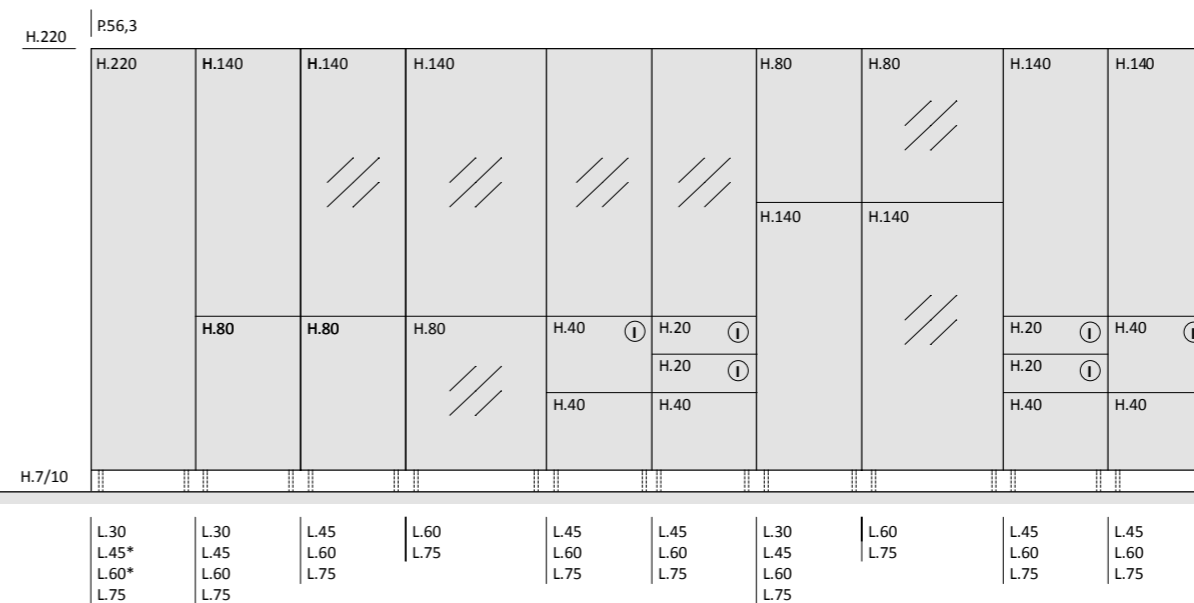 P.56,3
H.220
H.220 H.140 H.140 H.140 H.80 H.80 H.140 H.140
H.140 H.140
H.80 H.80 H.80 H.40 I H.20 I H.20 I H.40 I
H.20 I H.20 I
H.40 H.40 H.40 H.40
H.7/10
L.30 L.30 L.45 L.60 L.45 L.45 L.30 L.60 L.45 L.45
L.45* L.45 L.60 L.75 L.60 L.60 L.45 L.75 L.60 L.60
L.60* L.60 L.75 L.75 L.75 L.60 L.75 L.75
L.75 L.75 L.75